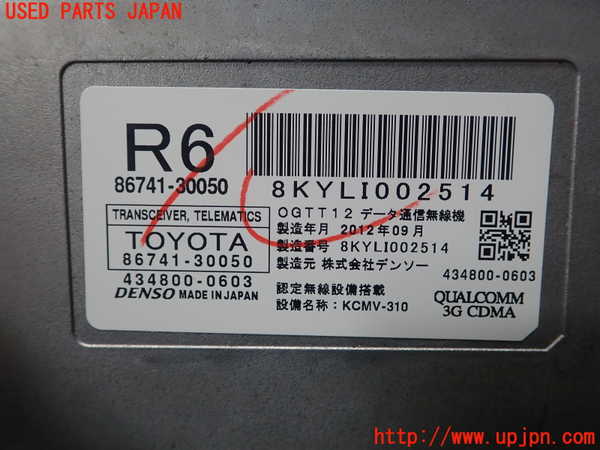 USED PARTS JAPAN
R6
86741-30050
8KYLI002514
TRANSCEIVER, TELEMATICS
TOYOTA
86741-30050
434800-0603
DENSO MADE IN JAPAN
OGTT12 データ通信無線機
製造年月 2012年09月
製造番号 8KYLI002514
製造元 株式会社デンソー
認定無線設備搭載
設備名称：KCMV-310
434800-0603
QUALCOMM
3G CDMA
http://www.upjpn.com/